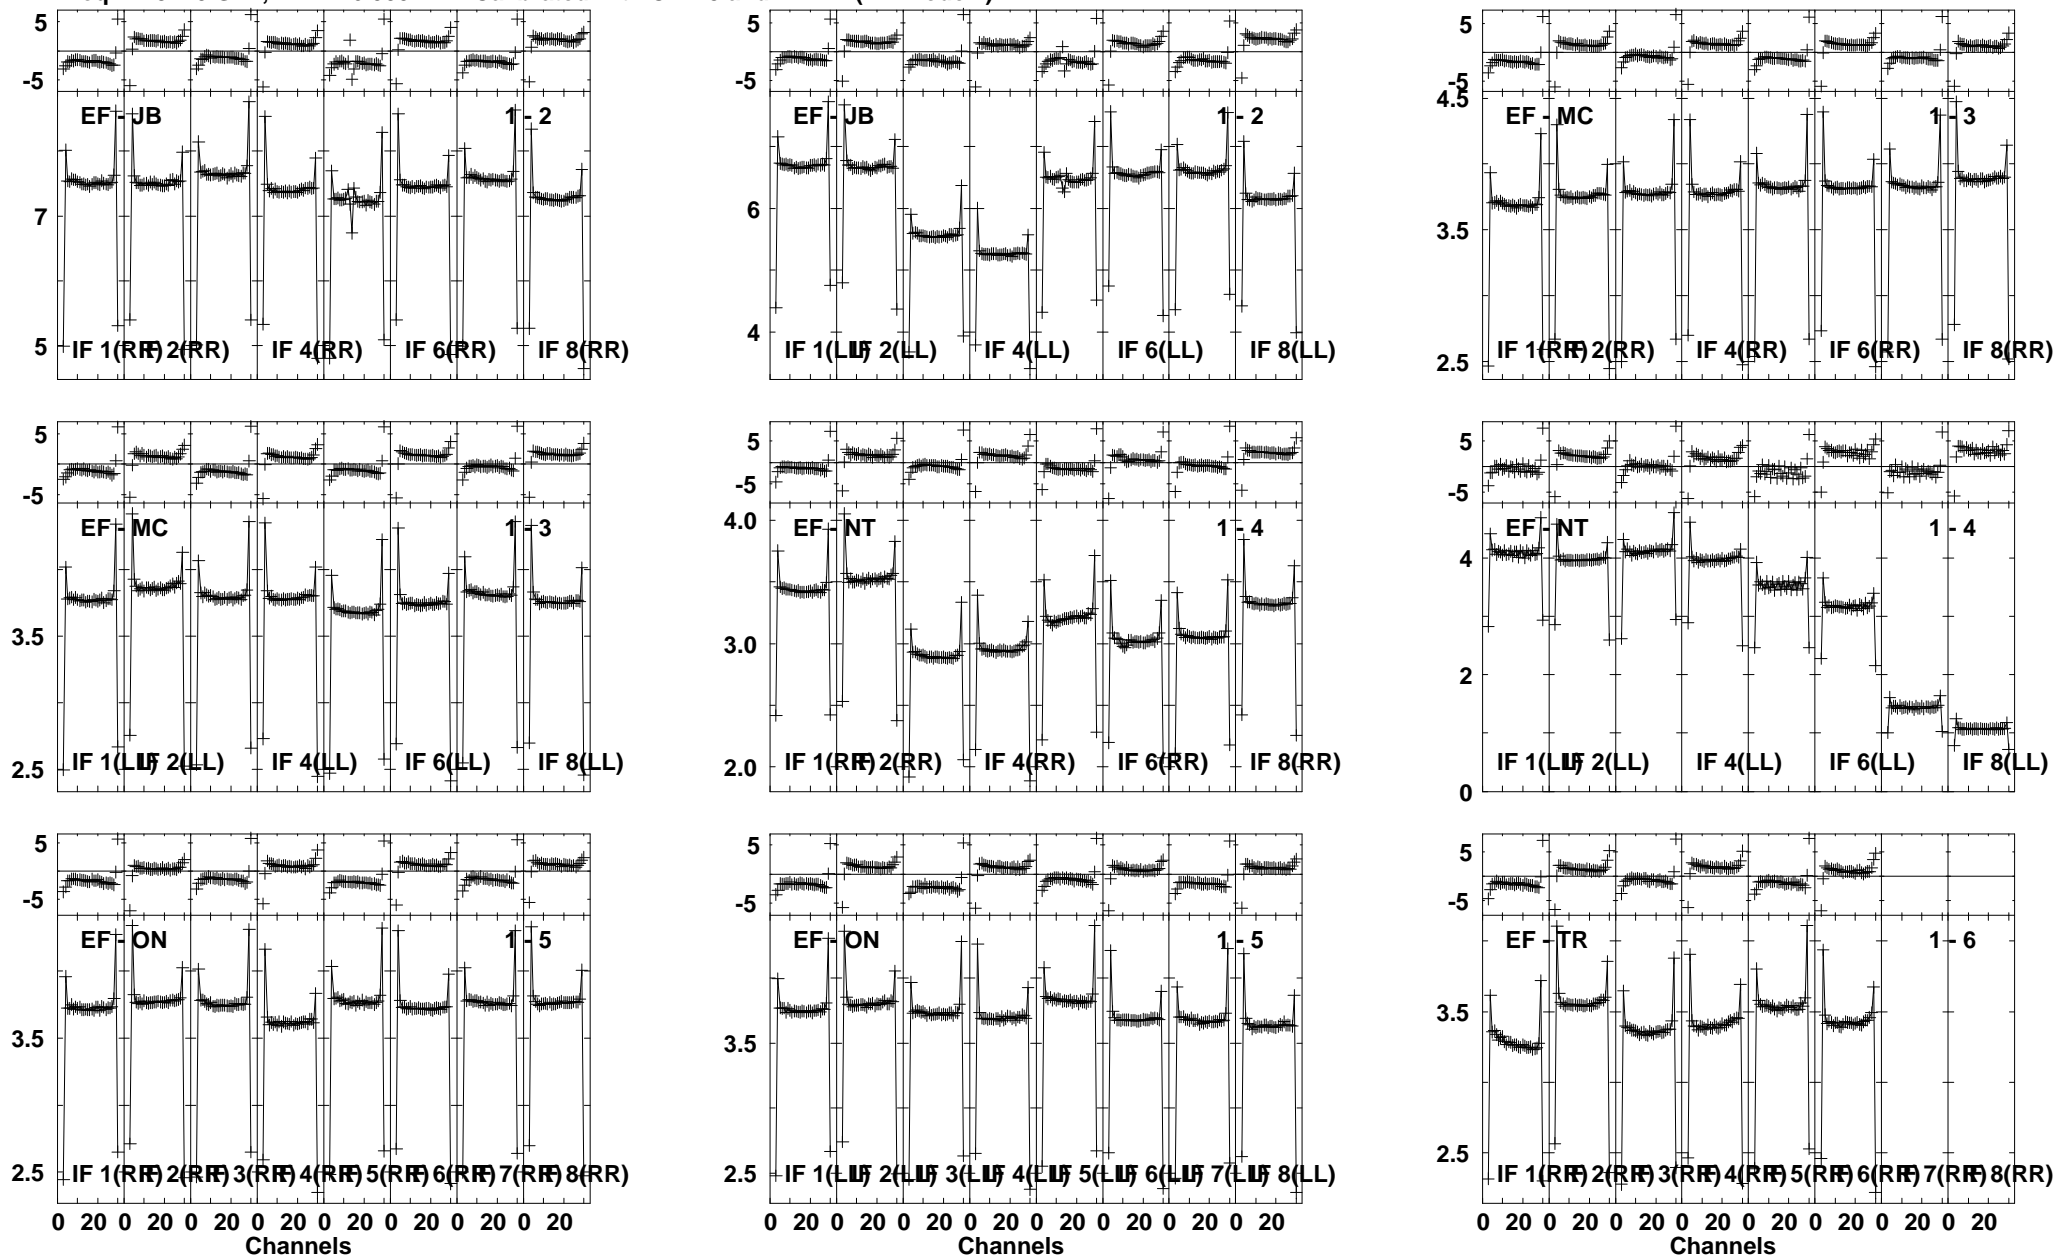 5 5 5
-5 -5 -5
EF - JB 1 - 2 EF - JB 1 - 2 4.5 EF - MC 1 - 3
7 6 3.5
5 4 2.5
IF 1(RR) IF 2(RR) IF 4(RR) IF 6(RR) IF 8(RR) IF 1(LL) IF 2(LL) IF 4(LL) IF 6(LL) IF 8(LL) IF 1(RR) IF 2(RR) IF 4(RR) IF 6(RR) IF 8(RR)
5 5 5
-5 -5 -5
EF - MC 1 - 3 4.0 EF - NT 1 - 4 EF - NT 1 - 4
3.5 3.0 4
2
2.5 2.0 0
IF 1(LL) IF 2(LL) IF 4(LL) IF 6(LL) IF 8(LL) IF 1(RR) IF 2(RR) IF 4(RR) IF 6(RR) IF 8(RR) IF 1(LL) IF 2(LL) IF 4(LL) IF 6(LL) IF 8(LL)
5 5 5
-5 -5 -5
EF - ON 1 - 5 EF - ON 1 - 5 EF - TR 1 - 6
3.5 3.5 3.5
2.5 2.5 2.5
IF 1(RR) IF 2(RR) IF 3(RR) IF 4(RR) IF 5(RR) IF 6(RR) IF 7(RR) IF 8(RR) IF 1(LL) IF 2(LL) IF 3(LL) IF 4(LL) IF 5(LL) IF 6(LL) IF 7(LL) IF 8(LL) IF 1(RR) IF 2(RR) IF 3(RR) IF 4(RR) IF 5(RR) IF 6(RR) IF 7(RR) IF 8(RR)
0 20 0 20 0 20 0 20 0 20 0 20 0 20 0 20 0 20 0 20 0 20 0 20 0 20 0 20 0 20 0 20 0 20 0 20 0 20 0 20 0 20 0 20 0 20 0 20
Channels Channels Channels